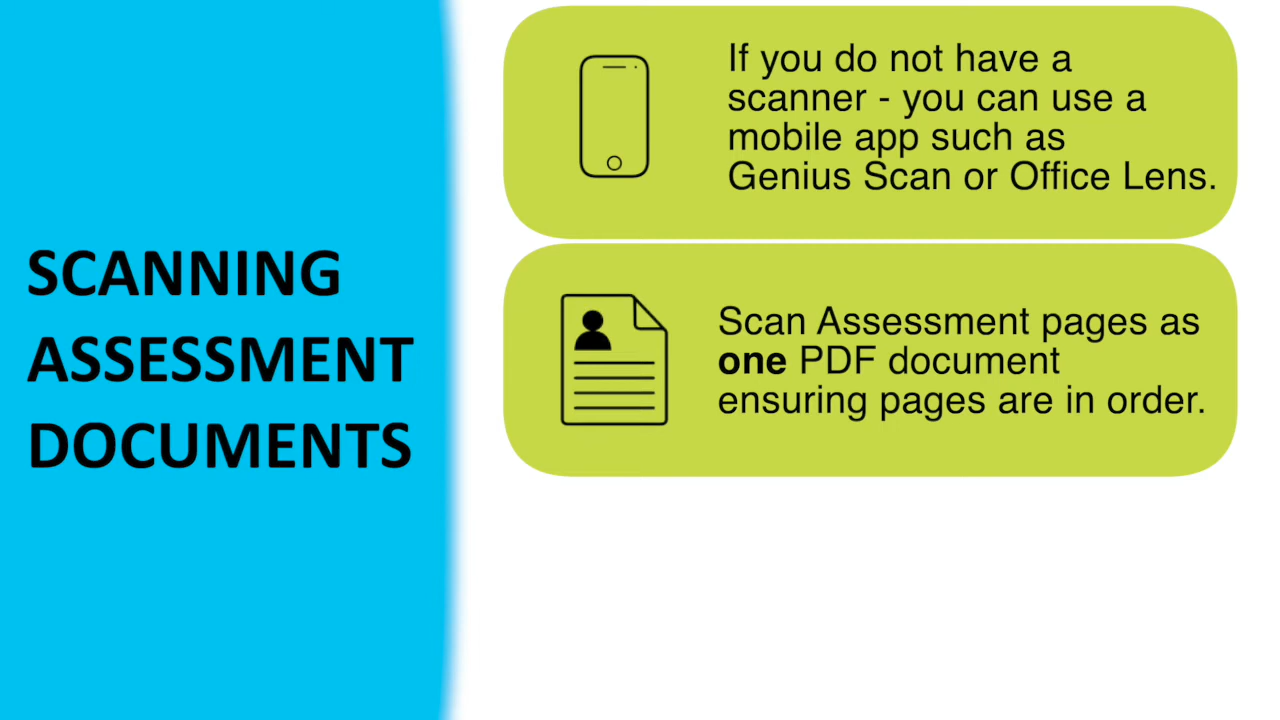 SCANNING
ASSESSMENT
DOCUMENTS
If you do not have a
scanner - you can use a
mobile app such as
Genius Scan or Office Lens.
Scan Assessment pages as
one PDF document
ensuring pages are in order.